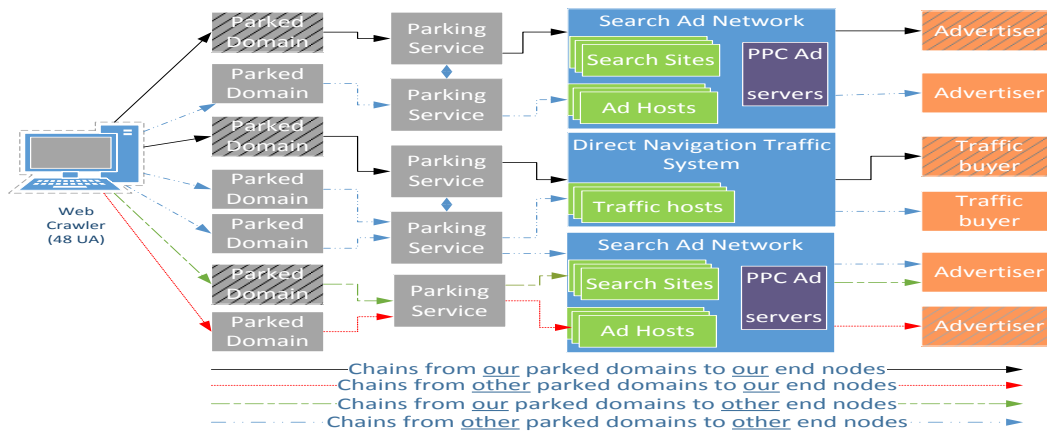 Parked
Domain
Parked
Domain
Parked
Domain
Parked
Domain
Parked
Domain
Parked
Domain
Parked
Domain
Web
Crawler
(48 UA)
Parking
Service
Parking
Service
Parking
Service
Parking
Service
Parking
Service
Search Ad Network
Search Sites
Ad Hosts
PPC Ad
servers
Direct Navigation Traffic
System
Traffic hosts
Search Ad Network
Search Sites
Ad Hosts
PPC Ad
servers
Advertiser
Advertiser
Traffic
buyer
Traffic
buyer
Advertiser
Advertiser
Chains from our parked domains to our end nodes
Chains from other parked domains to our end nodes
Chains from our parked domains to other end nodes
Chains from other parked domains to other end nodes